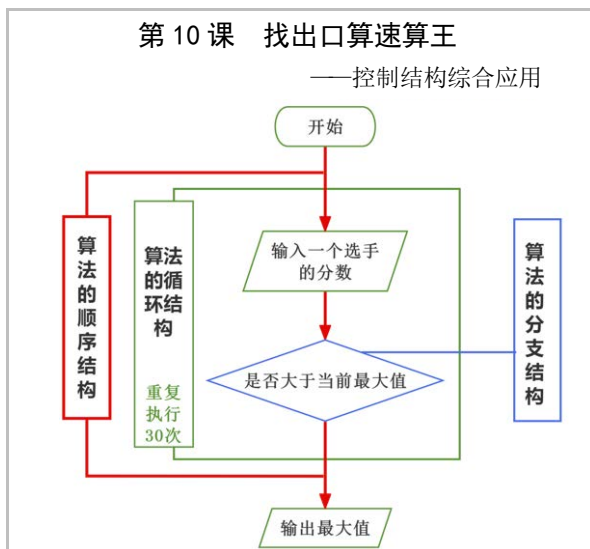 第 10 课 找出口算速算王
——控制结构综合应用
开始
算法的顺序结构
算法
的循
环结
构
重复
执行
30次
输入一个选手
的分数
是否大于当前最大值
算法的分支结构
输出最大值